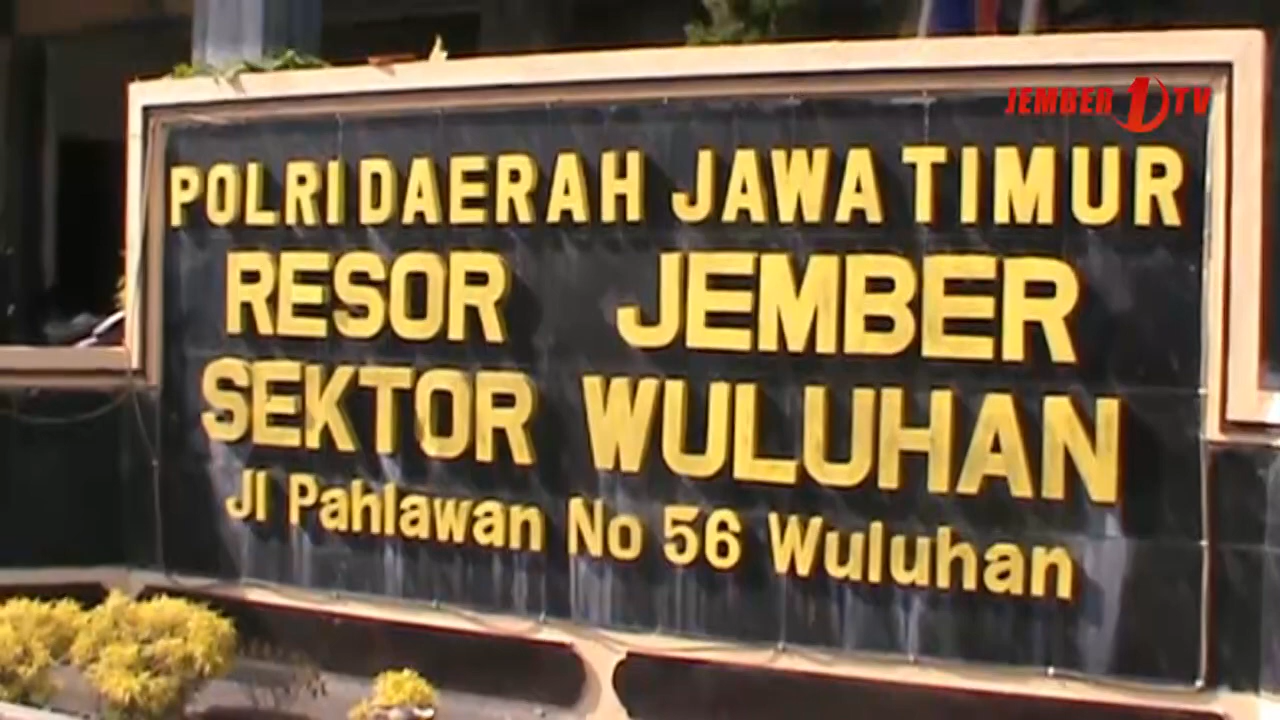 JEMBER 1 TV
POLRI DAERAH JAWA TIMUR
RESOR JEMBER
SEKTOR WULUHAN
Jl Pahlawan No 56 Wuluhan